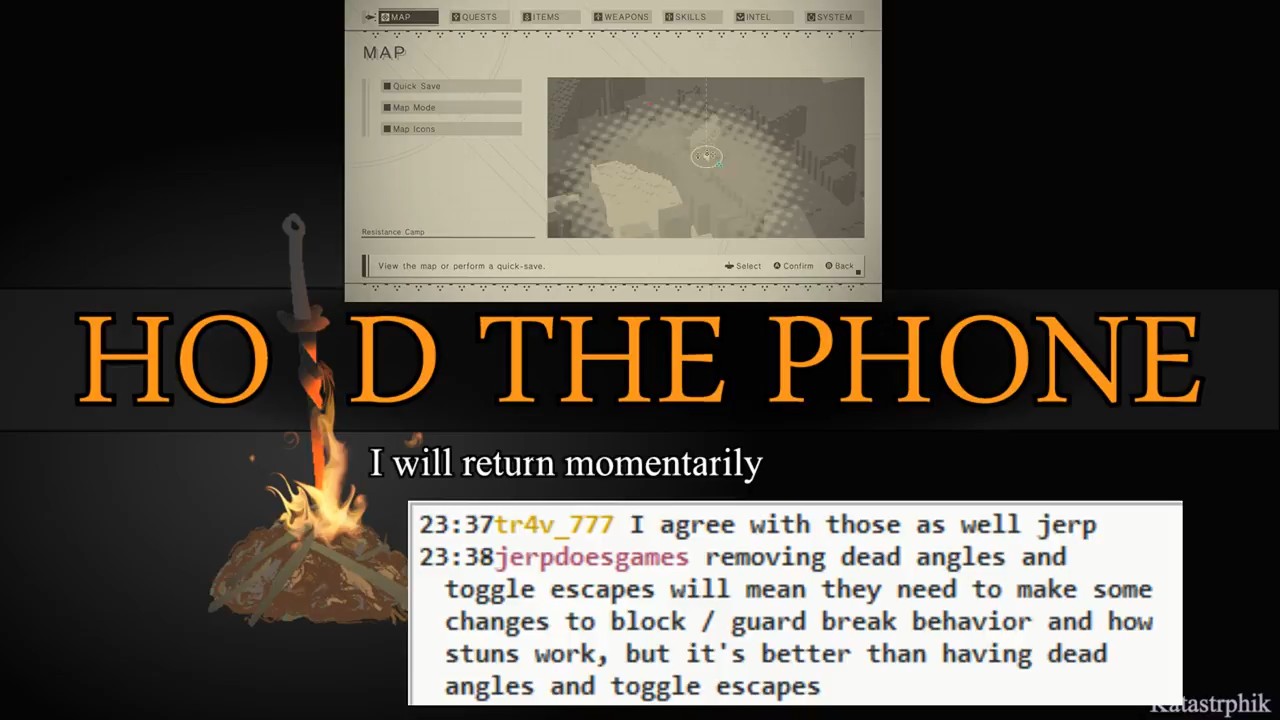 MAP QUESTS ITEMS WEAPONS SKILLS INTEL SYSTEM
MAP
Quick Save
Map Mode
Map Icons
Resistance Camp
View the map or perform a quick-save. Select A Confirm B Back
HO D THE PHONE
I will return momentarily
23:37tr4v_777 I agree with those as well jerp
23:38jerpdoesgames removing dead angles and
toggle escapes will mean they need to make some
changes to block / guard break behavior and how
stuns work, but it's better than having dead
angles and toggle escapes
Katastrphik